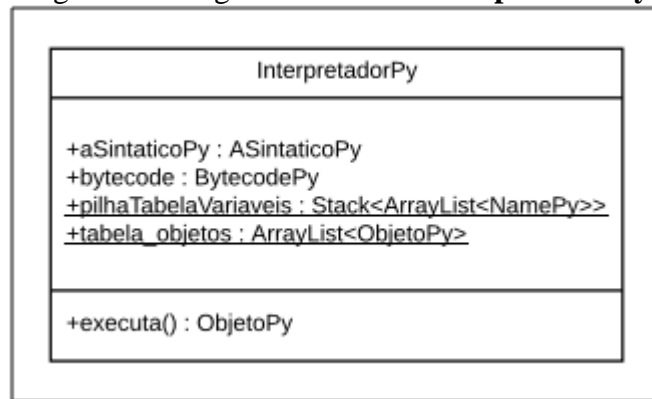 InterpretadorPy
+aSintaticoPy : ASintaticoPy
+bytecode : BytecodePy
+pilhaTabelaVariaveis : Stack<ArrayList<NamePy>>
+tabela_objetos : ArrayList<ObjetoPy>
+executa() : ObjetoPy